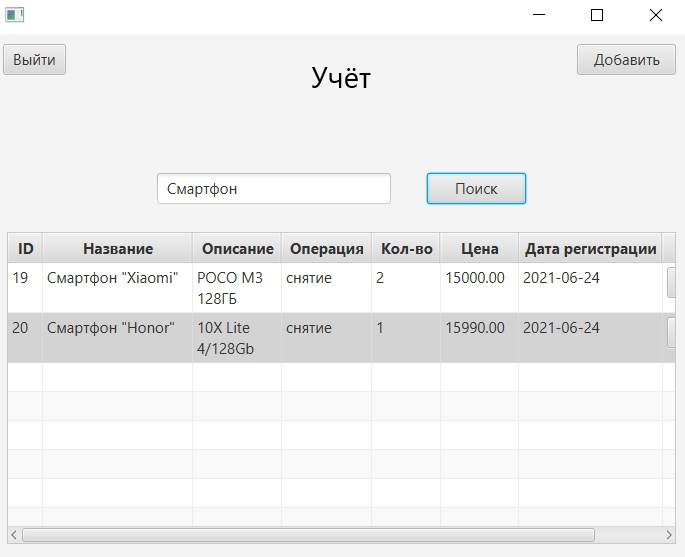 Выйти
Добавить
Учёт
Смартфон
Поиск
ID Название Описание Операция Кол-во Цена Дата регистрации
19 Смартфон "Xiaomi" POCO M3 снятие 2 15000.00 2021-06-24
128ГБ
20 Смартфон "Honor" 10X Lite снятие 1 15990.00 2021-06-24
4/128Gb